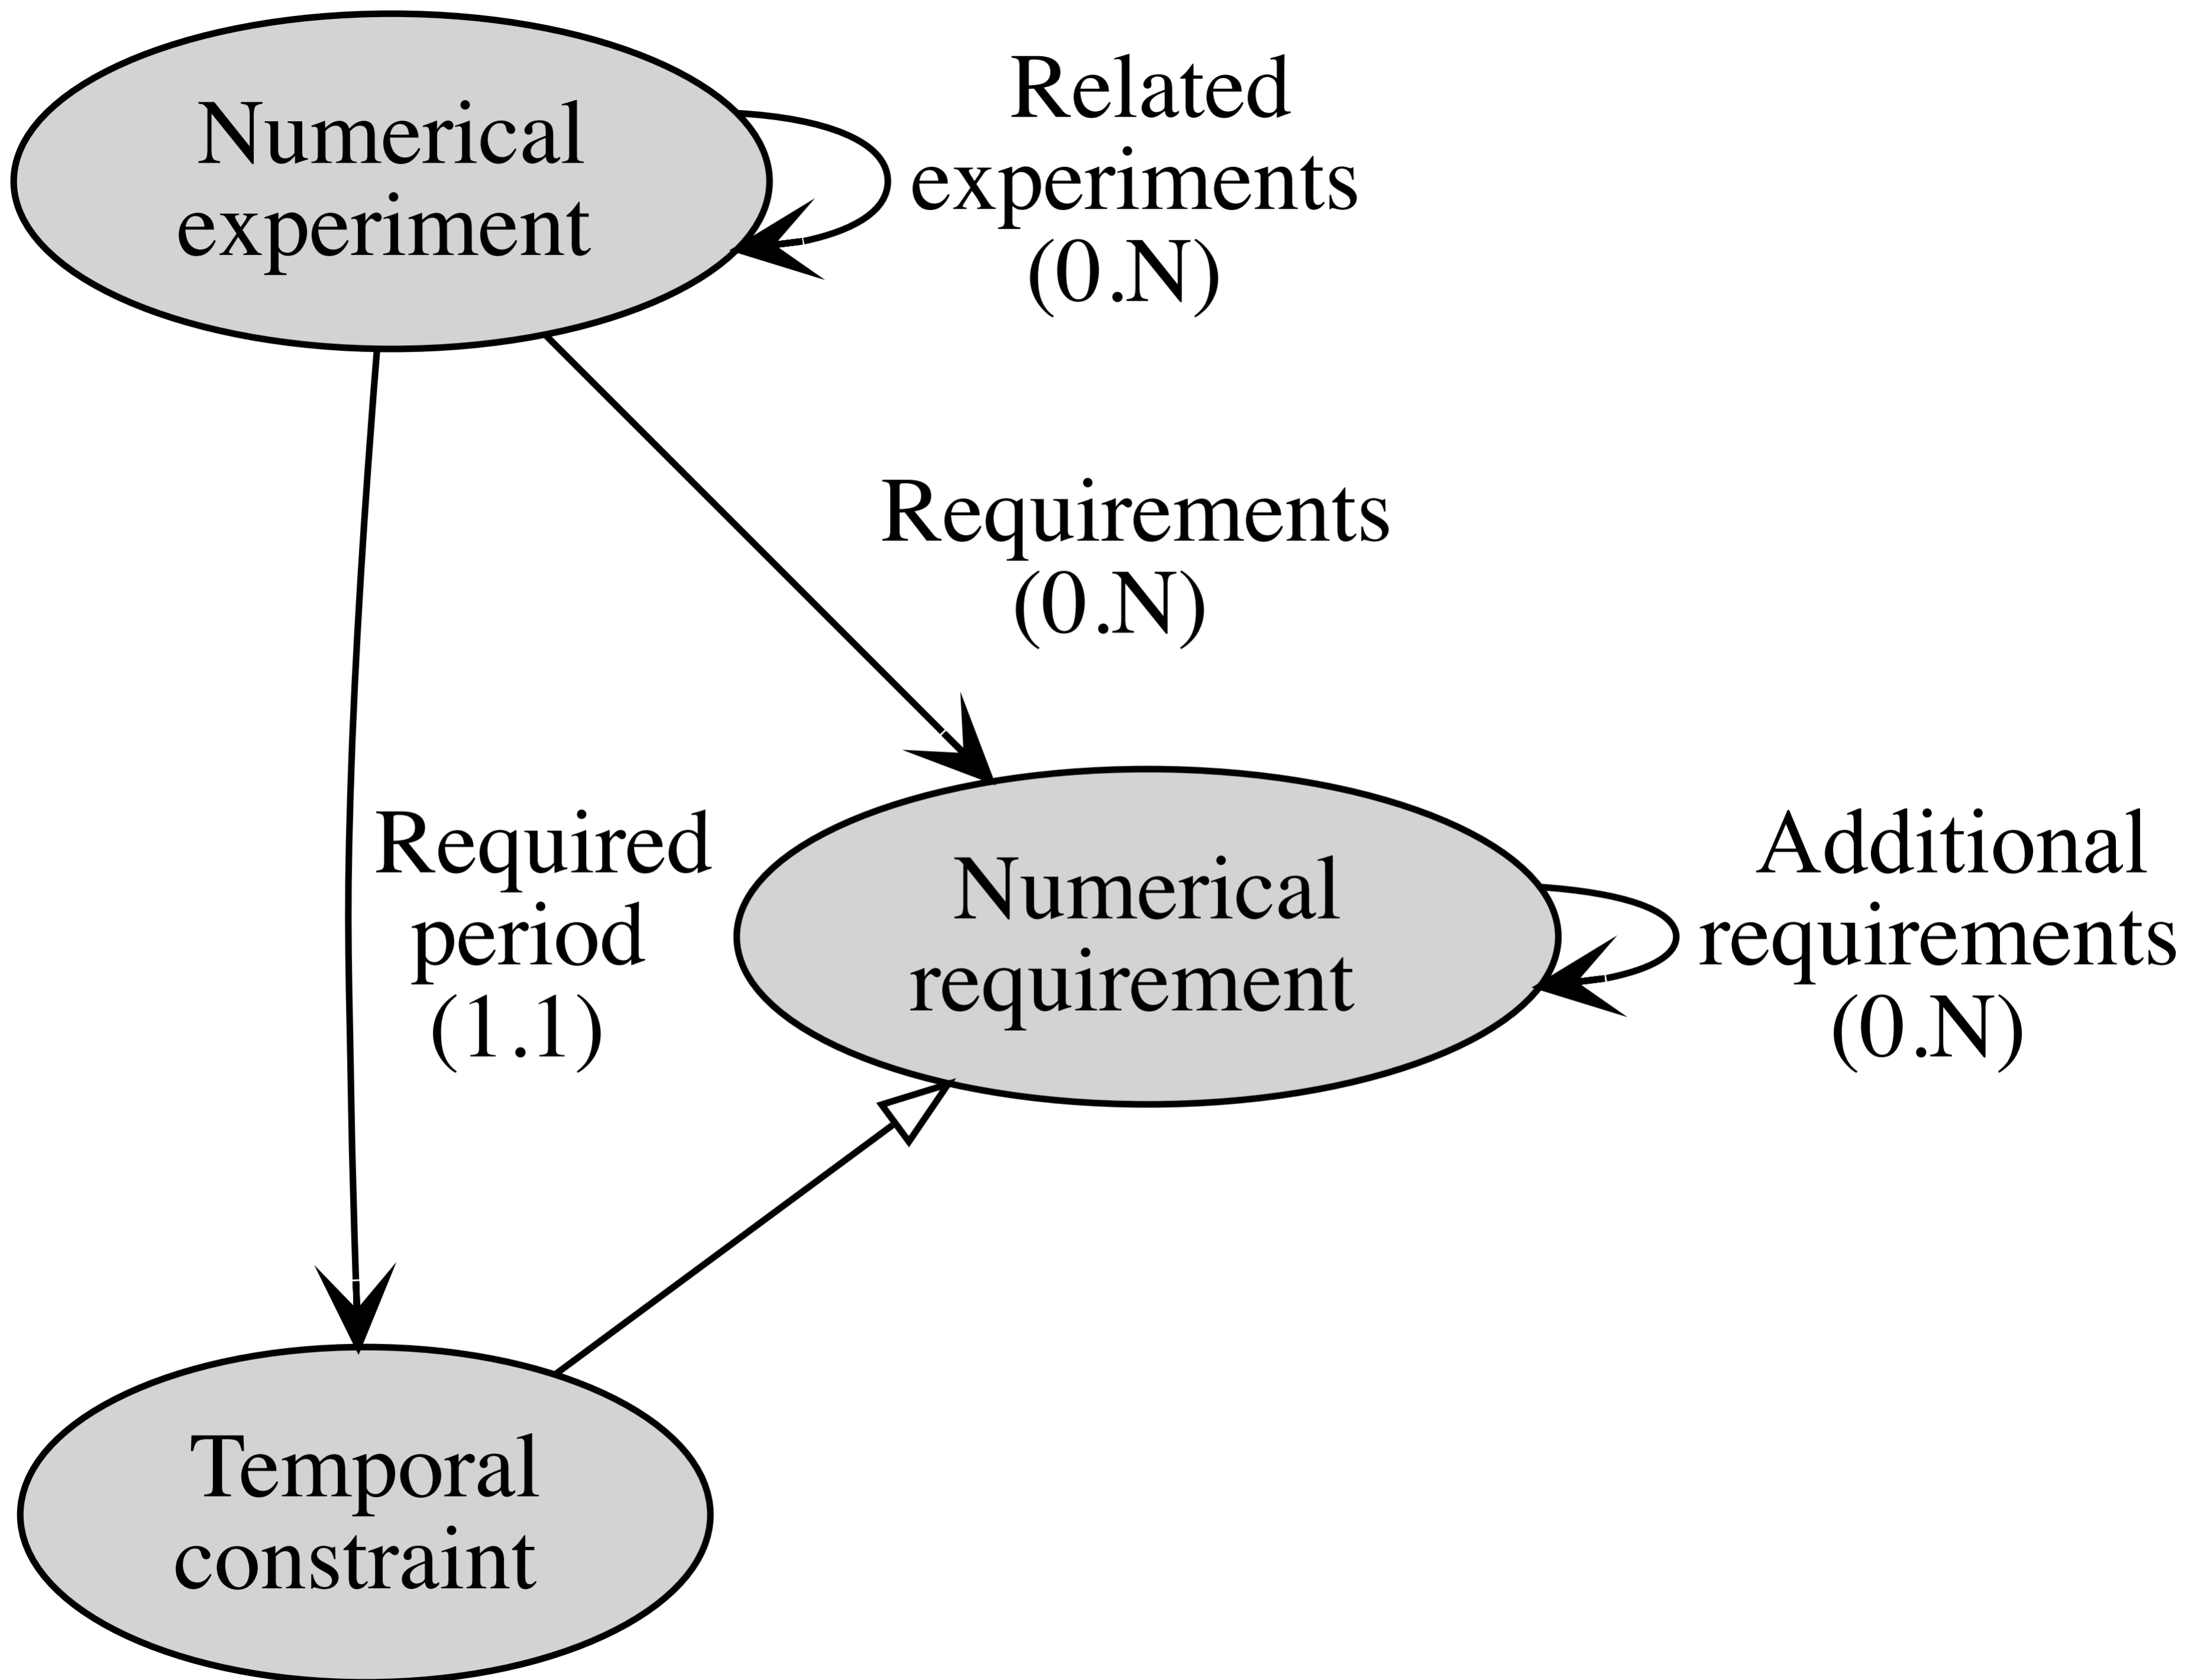 Numerical
experiment
Related
experiments
(0.N)
Requirements
(0.N)
Required
period
(1.1)
Numerical
requirement
Additional
requirements
(0.N)
Temporal
constraint